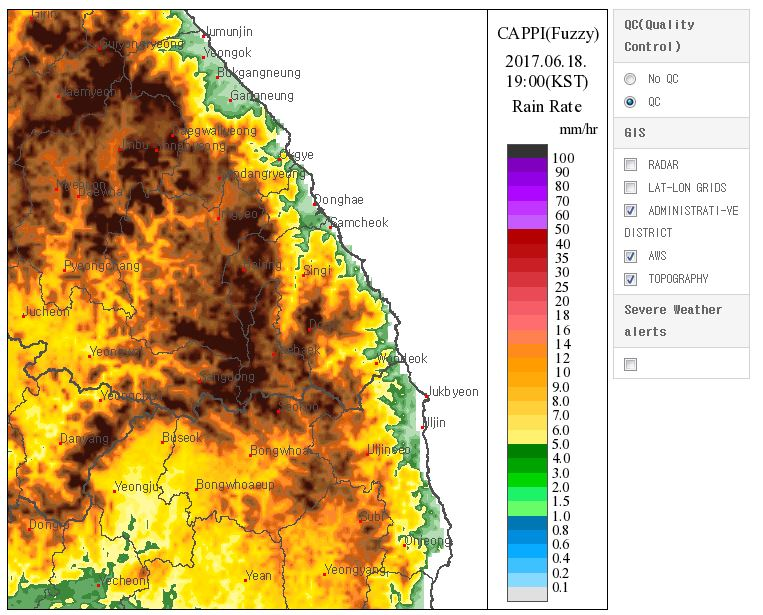 Girin
Jumunjin
Guryongryeong
Yeongok
Bukgangneung
Gangneung
Daegwallyeong
Okgye
Donghae
Samcheok
Pyeongchang
Singi
Jucheon
Wondeok
Jukbyeon
Uljin
Danyang
Buseok
Bongwhoa
Uljinseo
Yeongju
Bongwhoaeup
Onjeong
Yecheon
Yean
Yeongyang
CAPPI(Fuzzy)
2017.06.18.
19:00(KST)
Rain Rate
mm/hr
100
90
80
70
60
50
40
35
30
25
20
18
16
14
12
10
9.0
8.0
7.0
6.0
5.0
4.0
3.0
2.0
1.5
1.0
0.8
0.6
0.4
0.2
0.1
QC(Quality
Control)
No QC
QC
GIS
RADAR
LAT-LON GRIDS
ADMINISTRATI-VE
DISTRICT
AWS
TOPOGRAPHY
Severe Weather
alerts